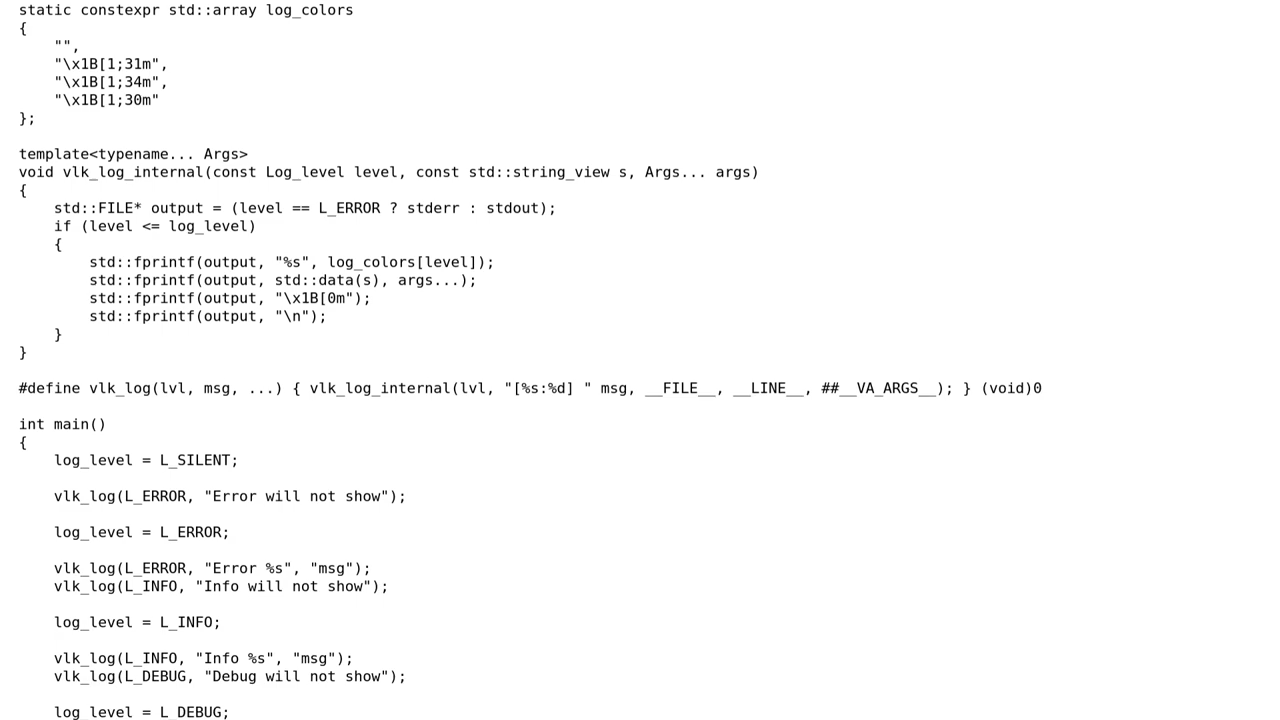 static constexpr std::array log_colors
{
    "",
    "\x1B[1;31m",
    "\x1B[1;34m",
    "\x1B[1;30m"
};

template<typename... Args>
void vlk_log_internal(const Log_level level, const std::string_view s, Args... args)
{
    std::FILE* output = (level == L_ERROR ? stderr : stdout);
    if (level <= log_level)
    {
        std::fprintf(output, "%s", log_colors[level]);
        std::fprintf(output, std::data(s), args...);
        std::fprintf(output, "\x1B[0m");
        std::fprintf(output, "\n");
    }
}

#define vlk_log(lvl, msg, ...) { vlk_log_internal(lvl, "[%s:%d] " msg, __FILE__, __LINE__, ##__VA_ARGS__); } (void)0

int main()
{
    log_level = L_SILENT;

    vlk_log(L_ERROR, "Error will not show");

    log_level = L_ERROR;

    vlk_log(L_ERROR, "Error %s", "msg");
    vlk_log(L_INFO, "Info will not show");

    log_level = L_INFO;

    vlk_log(L_INFO, "Info %s", "msg");
    vlk_log(L_DEBUG, "Debug will not show");

    log_level = L_DEBUG;